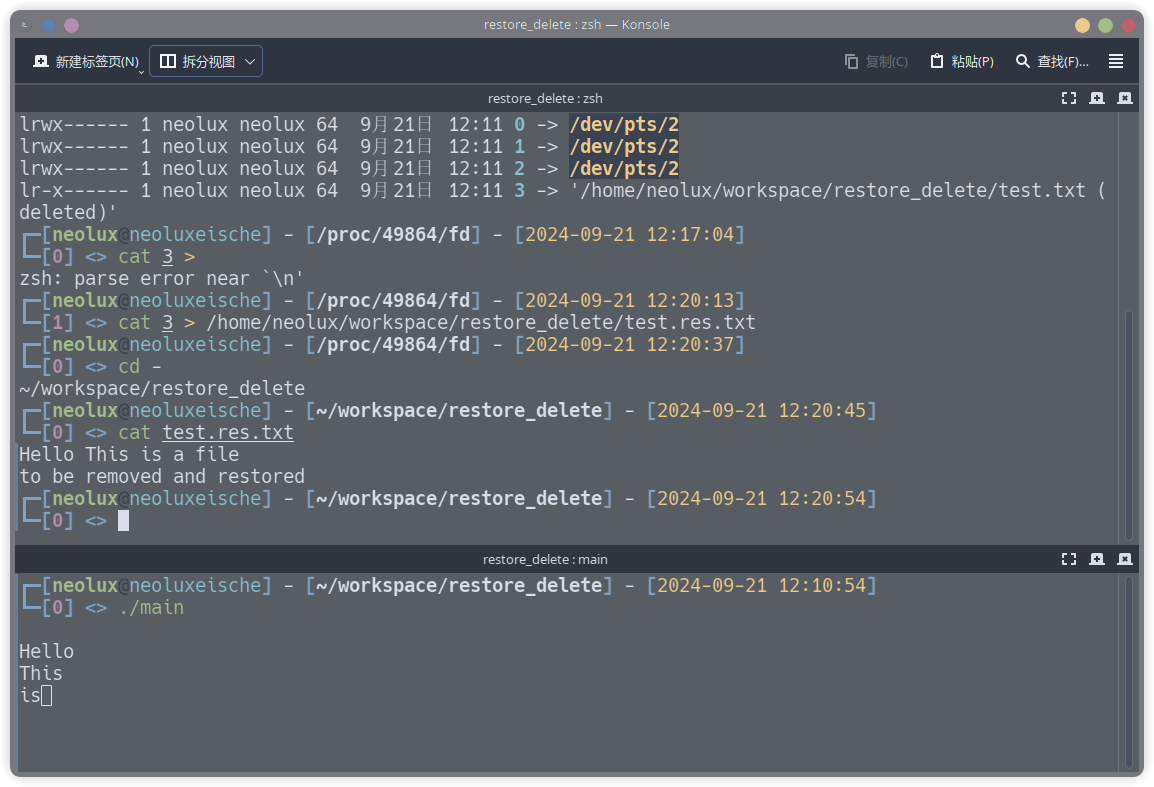 restore_delete : zsh — Konsole
新建标签页(N) 拆分视图 复制(C) 粘贴(P) 查找(F)...
restore_delete : zsh
lrwx------ 1 neolux neolux 64  9月21日  12:11 0 -> /dev/pts/2
lrwx------ 1 neolux neolux 64  9月21日  12:11 1 -> /dev/pts/2
lrwx------ 1 neolux neolux 64  9月21日  12:11 2 -> /dev/pts/2
lr-x------ 1 neolux neolux 64  9月21日  12:11 3 -> '/home/neolux/workspace/restore_delete/test.txt (
deleted)'
┌─[neolux@neoluxeische] - [/proc/49864/fd] - [2024-09-21 12:17:04]
└─[0] <> cat 3 >
zsh: parse error near `\n'
┌─[neolux@neoluxeische] - [/proc/49864/fd] - [2024-09-21 12:20:13]
└─[1] <> cat 3 > /home/neolux/workspace/restore_delete/test.res.txt
┌─[neolux@neoluxeische] - [/proc/49864/fd] - [2024-09-21 12:20:37]
└─[0] <> cd -
~/workspace/restore_delete
┌─[neolux@neoluxeische] - [~/workspace/restore_delete] - [2024-09-21 12:20:45]
└─[0] <> cat test.res.txt
Hello This is a file
to be removed and restored
┌─[neolux@neoluxeische] - [~/workspace/restore_delete] - [2024-09-21 12:20:54]
└─[0] <>
restore_delete : main
┌─[neolux@neoluxeische] - [~/workspace/restore_delete] - [2024-09-21 12:10:54]
└─[0] <> ./main
Hello
This
is